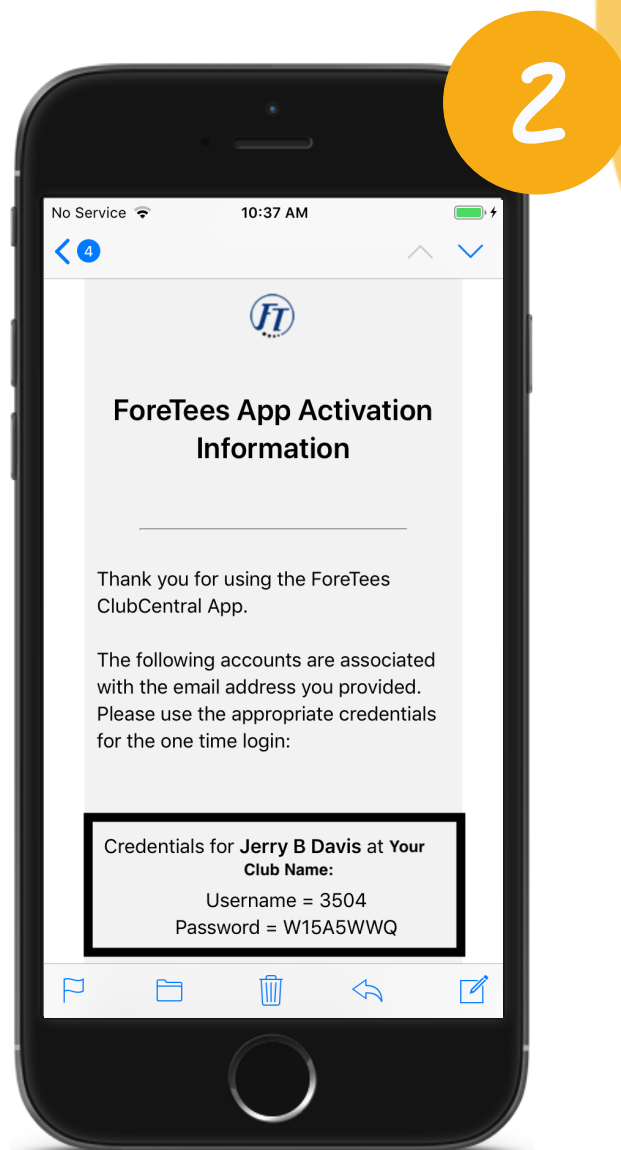 2
No Service
10:37 AM
4
FT
ForeTees App Activation
Information
Thank you for using the ForeTees
ClubCentral App.
The following accounts are associated
with the email address you provided.
Please use the appropriate credentials
for the one time login:
Credentials for Jerry B Davis at Your
Club Name:
Username = 3504
Password = W15A5WWQ